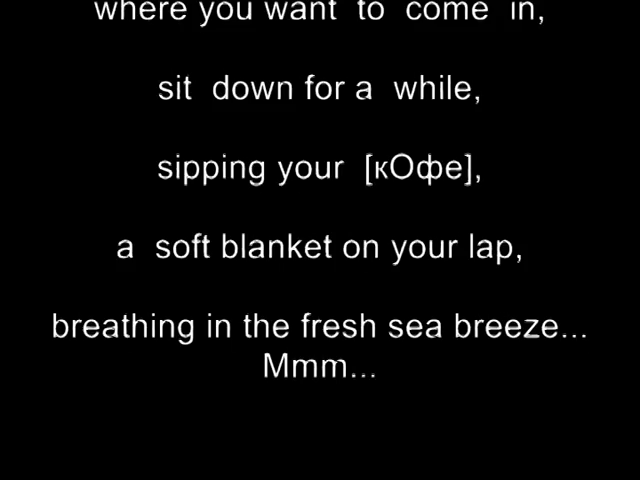 where you want to come in,
sit down for a while,
sipping your [кОфе],
a soft blanket on your lap,
breathing in the fresh sea breeze...
Mmm...